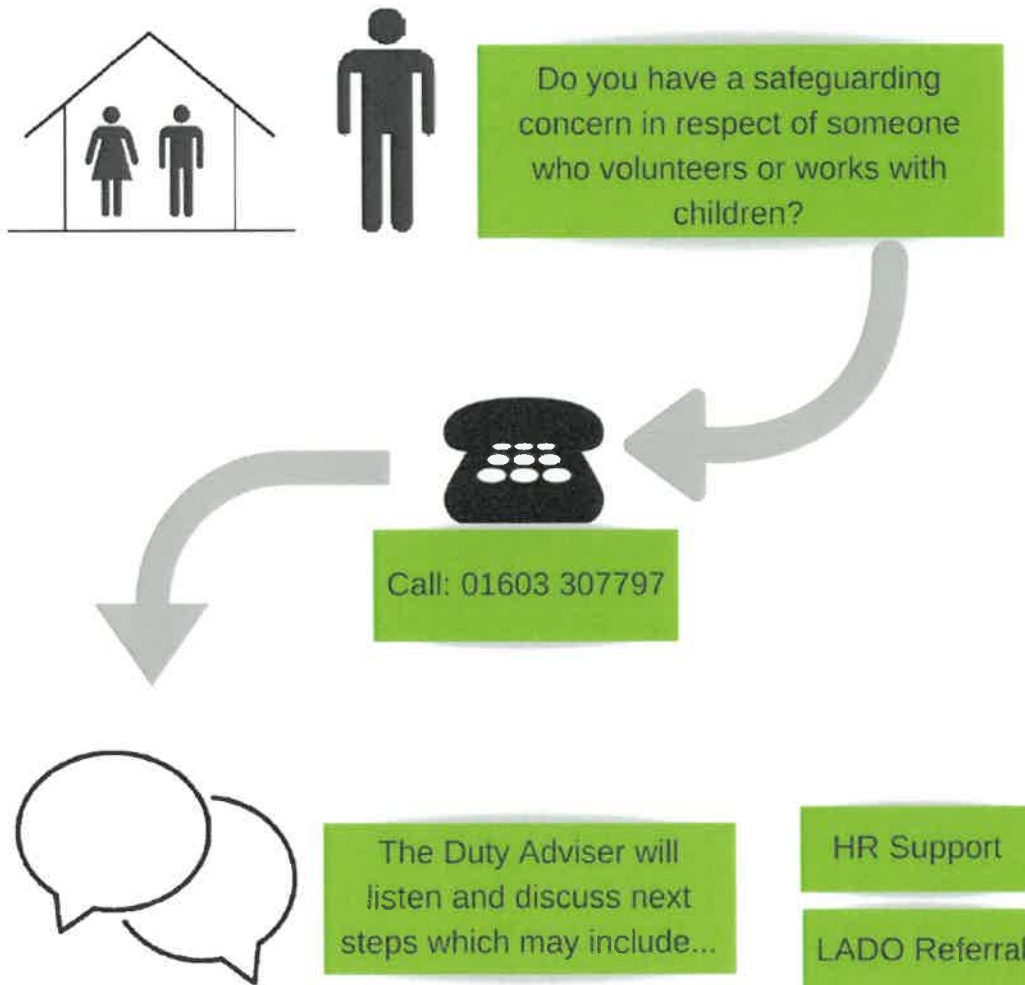 Do you have a safeguarding
concern in respect of someone
who volunteers or works with
children?
Call: 01603 307797
The Duty Adviser will
listen and discuss next
steps which may include...
HR Support
LADO Referral